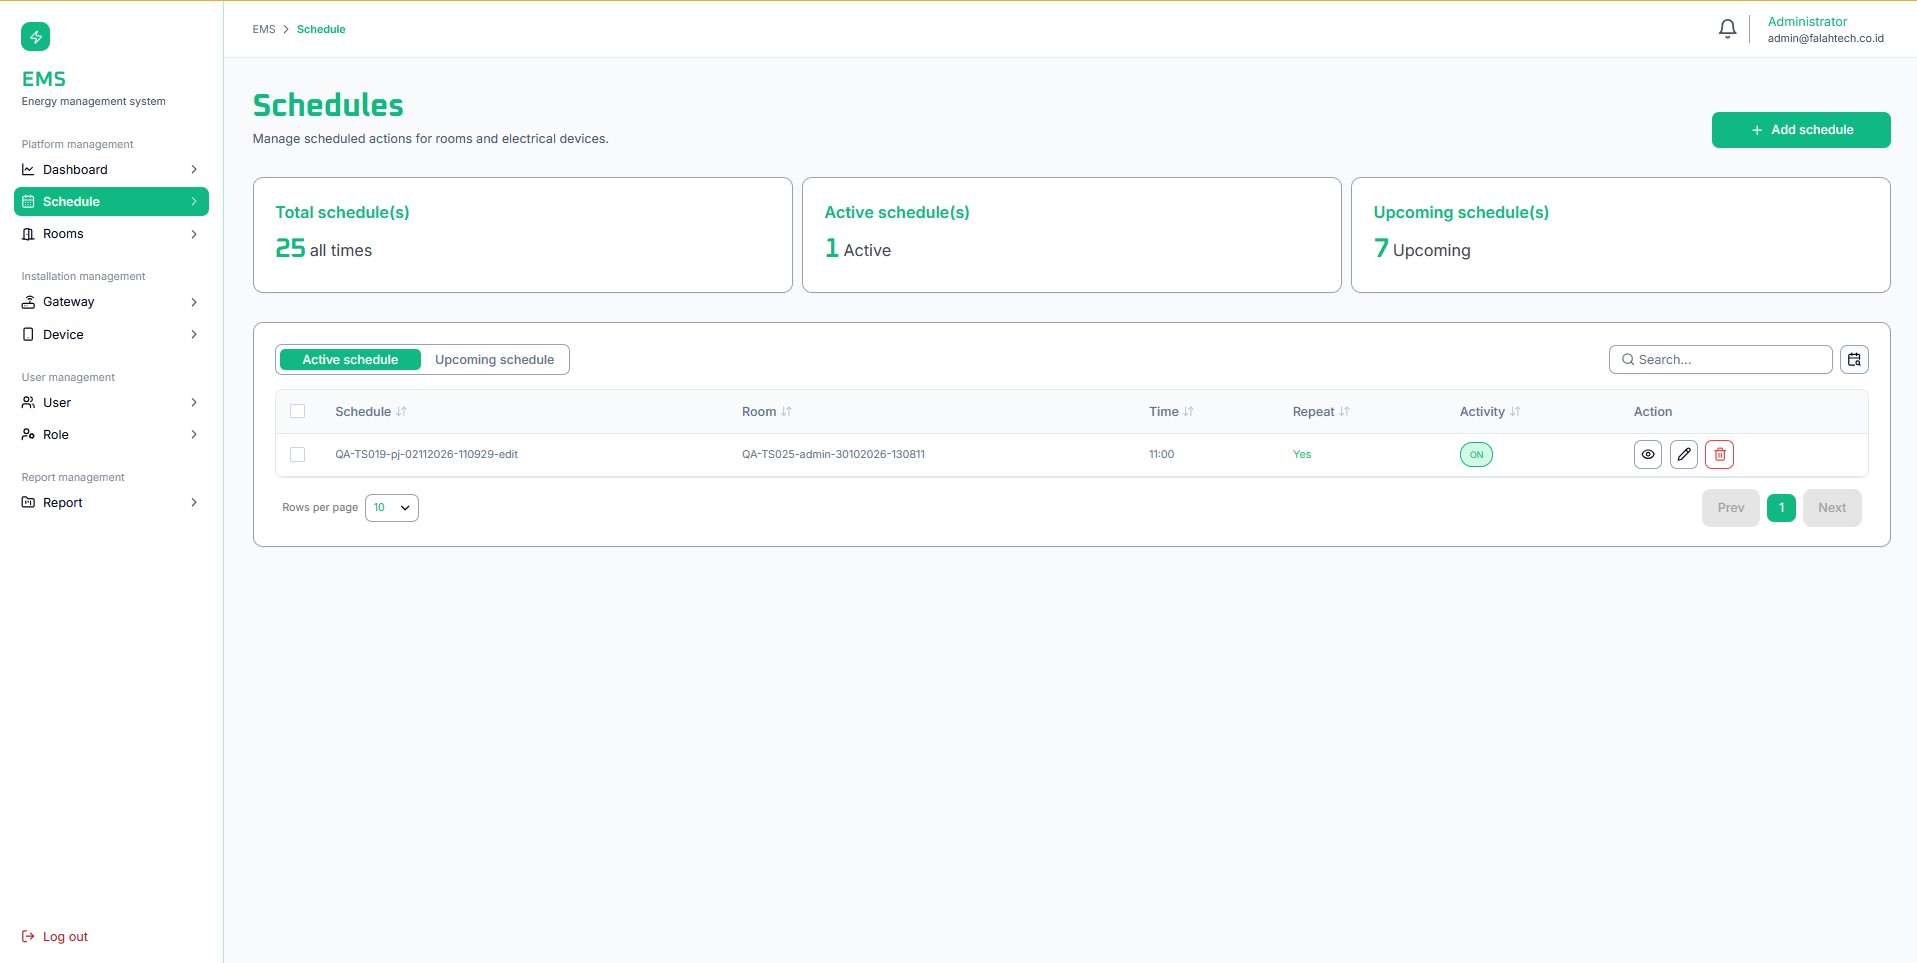 EMS
Energy management system
Platform management
Dashboard
Schedule
Rooms
Installation management
Gateway
Device
User management
User
Role
Report management
Report
Log out
EMS > Schedule
Administrator
admin@falahtech.co.id
Schedules
Manage scheduled actions for rooms and electrical devices.
+ Add schedule
Total schedule(s)
25 all times
Active schedule(s)
1 Active
Upcoming schedule(s)
7 Upcoming
Active schedule Upcoming schedule
Search...
Schedule Room Time Repeat Activity Action
QA-TS019-pj-02112026-110929-edit QA-TS025-admin-30102026-130811 11:00 Yes ON
Rows per page 10
Prev 1 Next